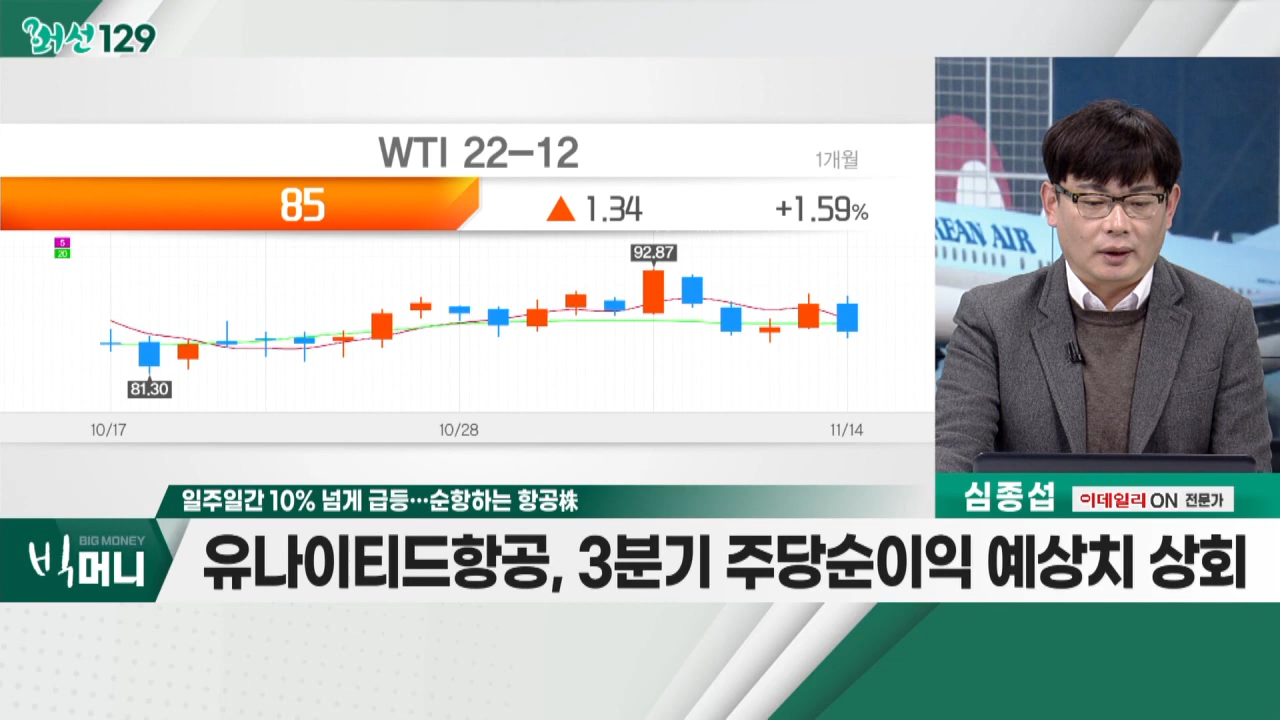 머선129
WTI 22-12
1개월
85 ▲ 1.34 +1.59%
5
20
92.87
81.30
10/17 10/28 11/14
KOREAN AIR
심종섭 이데일리ON 전문가
일주일간 10% 넘게 급등…순항하는 항공株
BIG MONEY
빅머니
유나이티드항공, 3분기 주당순이익 예상치 상회